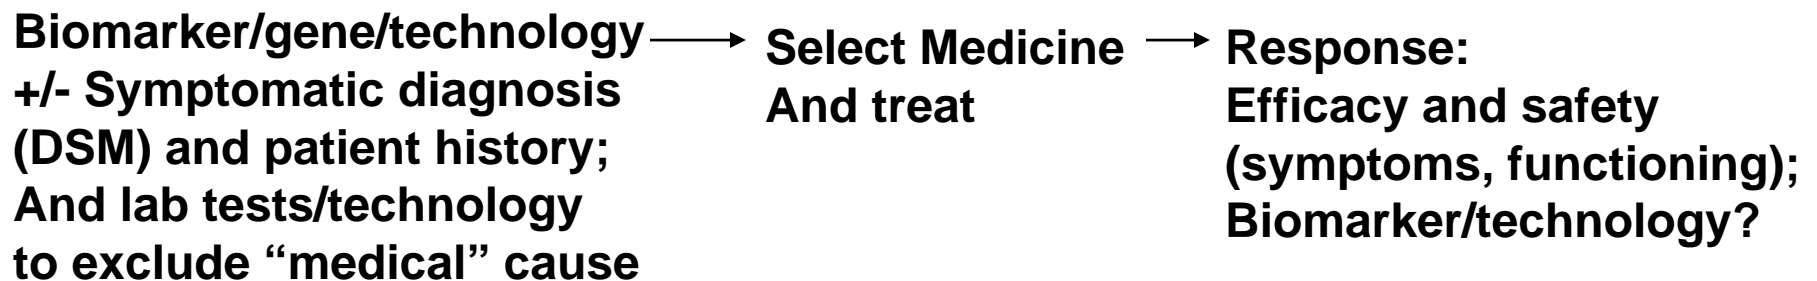 Biomarker/gene/technology
+/- Symptomatic diagnosis
(DSM) and patient history;
And lab tests/technology
to exclude “medical” cause
Select Medicine
And treat
Response:
Efficacy and safety
(symptoms, functioning);
Biomarker/technology?